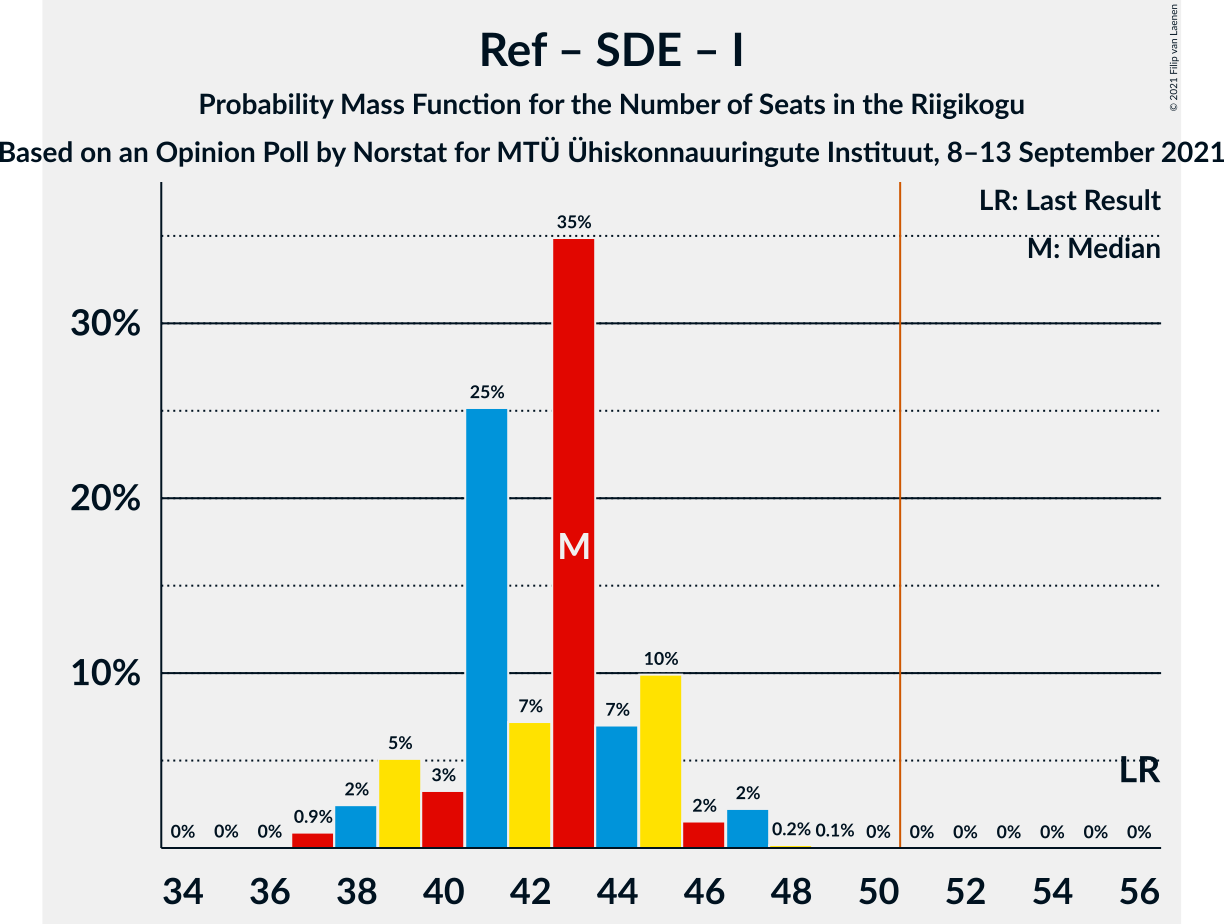 Ref – SDE – I
Probability Mass Function for the Number of Seats in the Riigikogu
Based on an Opinion Poll by Norstat for MTÜ Ühiskonnauuringute Instituut, 8–13 September 2021
© 2021 Filip van Laenen
LR: Last Result
M: Median
35%
30%
25%
20%
M
10%
10%
7%
7%
5%
LR
3%
2%
2%
2%
0% 0% 0% 0.9% 0.2% 0.1% 0% 0% 0% 0% 0% 0% 0%
34 36 38 40 42 44 46 48 50 52 54 56